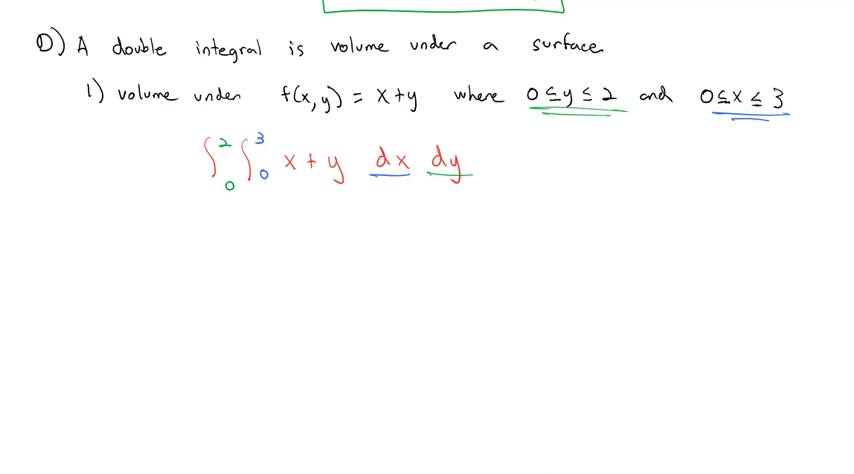 D) A double integral is volume under a surface
1) volume under f(x, y) = x+y where 0 ≤ y ≤ 2 and 0 ≤ x ≤ 3
∫₀² ∫₀³ x + y dx dy